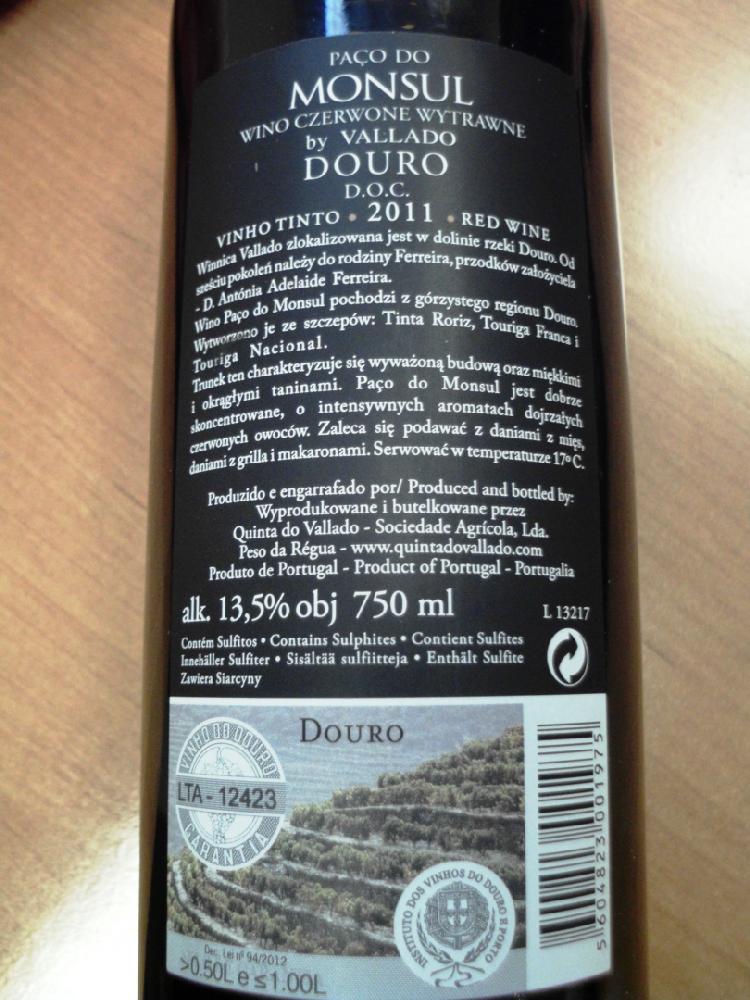 PAÇO DO
MONSUL
WINO CZERWONE WYTRAWNE
by VALLADO
DOURO
D.O.C.
VINHO TINTO • 2011 • RED WINE
Winnica Vallado zlokalizowana jest w dolinie rzeki Douro. Od
sześciu pokoleń należy do rodziny Ferreira, przodków założyciela
- D. Antónia Adelaide Ferreira.
Wino Paço do Monsul pochodzi z górzystego regionu Douro.
Wytworzono je ze szczepów: Tinta Roriz, Touriga Franca i
Touriga Nacional.
Trunek ten charakteryzuje się wyważoną budową oraz miękkimi
i okrągłymi taninami. Paço do Monsul jest dobrze
skoncentrowane, o intensywnych aromatach dojrzałych
czerwonych owoców. Zaleca się podawać z daniami z mięs,
daniami z grilla i makaronami. Serwować w temperaturze 17º C.
Produzido e engarrafado por/ Produced and bottled by:
Wyprodukowane i butelkowane przez
Quinta do Vallado - Sociedade Agrícola, Lda.
Peso da Régua - www.quintadovallado.com
Produto de Portugal - Product of Portugal - Portugalia
alk. 13,5% obj 750 ml
L 13217
Contém Sulfitos • Contains Sulphites • Contient Sulfites
Innehåller Sulfiter • Sisältää sulfiitteja • Enthält Sulfite
Zawiera Siarcyny
DOURO
VINHO DO DOURO
LTA - 12423
GARANTIA
INSTITUTO DOS VINHOS DO DOURO E PORTO
Dec. Lei nº 94/2012
>0.50L e ≤1.00L
5 604823 001975